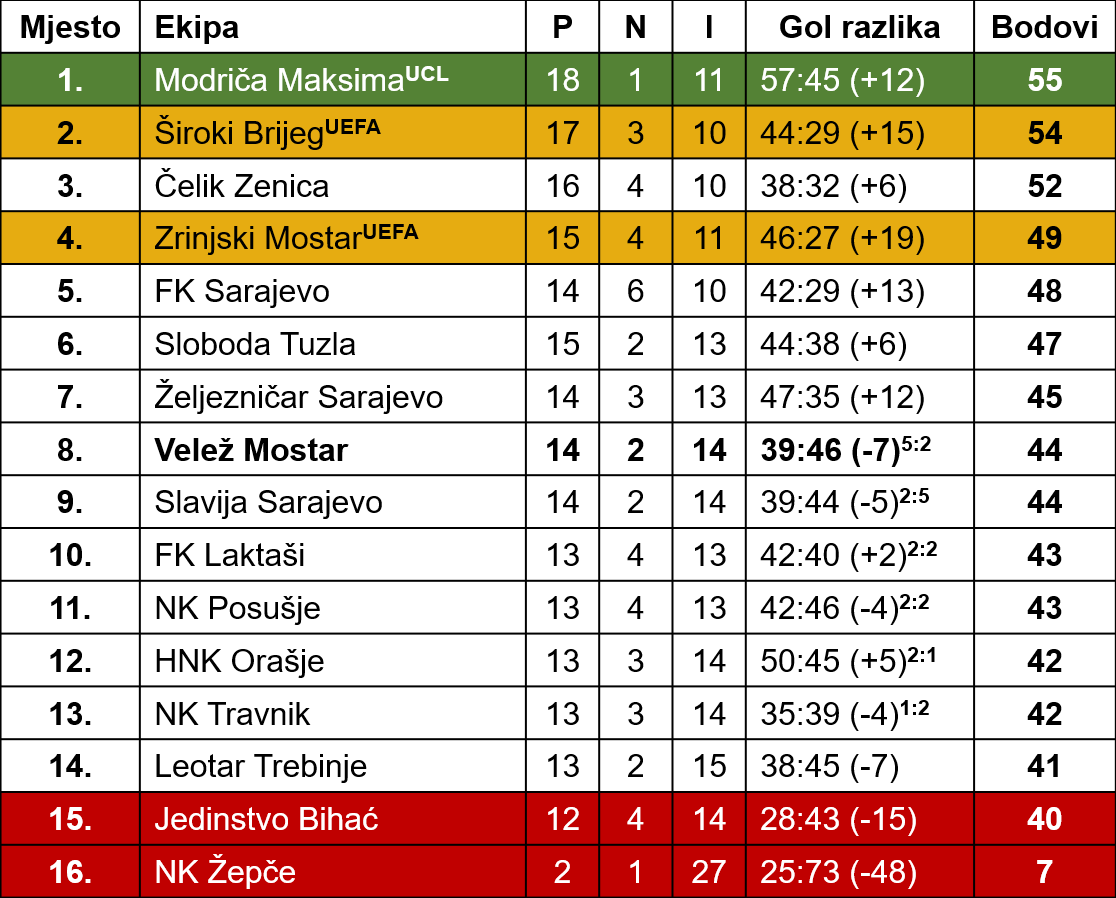 Mjesto Ekipa P N I Gol razlika Bodovi
1. Modriča MaksimaUCL 18 1 11 57:45 (+12) 55
2. Široki BrijegUEFA 17 3 10 44:29 (+15) 54
3. Čelik Zenica 16 4 10 38:32 (+6) 52
4. Zrinjski MostarUEFA 15 4 11 46:27 (+19) 49
5. FK Sarajevo 14 6 10 42:29 (+13) 48
6. Sloboda Tuzla 15 2 13 44:38 (+6) 47
7. Željezničar Sarajevo 14 3 13 47:35 (+12) 45
8. Velež Mostar 14 2 14 39:46 (-7)5:2 44
9. Slavija Sarajevo 14 2 14 39:44 (-5)2:5 44
10. FK Laktaši 13 4 13 42:40 (+2)2:2 43
11. NK Posušje 13 4 13 42:46 (-4)2:2 43
12. HNK Orašje 13 3 14 50:45 (+5)2:1 42
13. NK Travnik 13 3 14 35:39 (-4)1:2 42
14. Leotar Trebinje 13 2 15 38:45 (-7) 41
15. Jedinstvo Bihać 12 4 14 28:43 (-15) 40
16. NK Žepče 2 1 27 25:73 (-48) 7